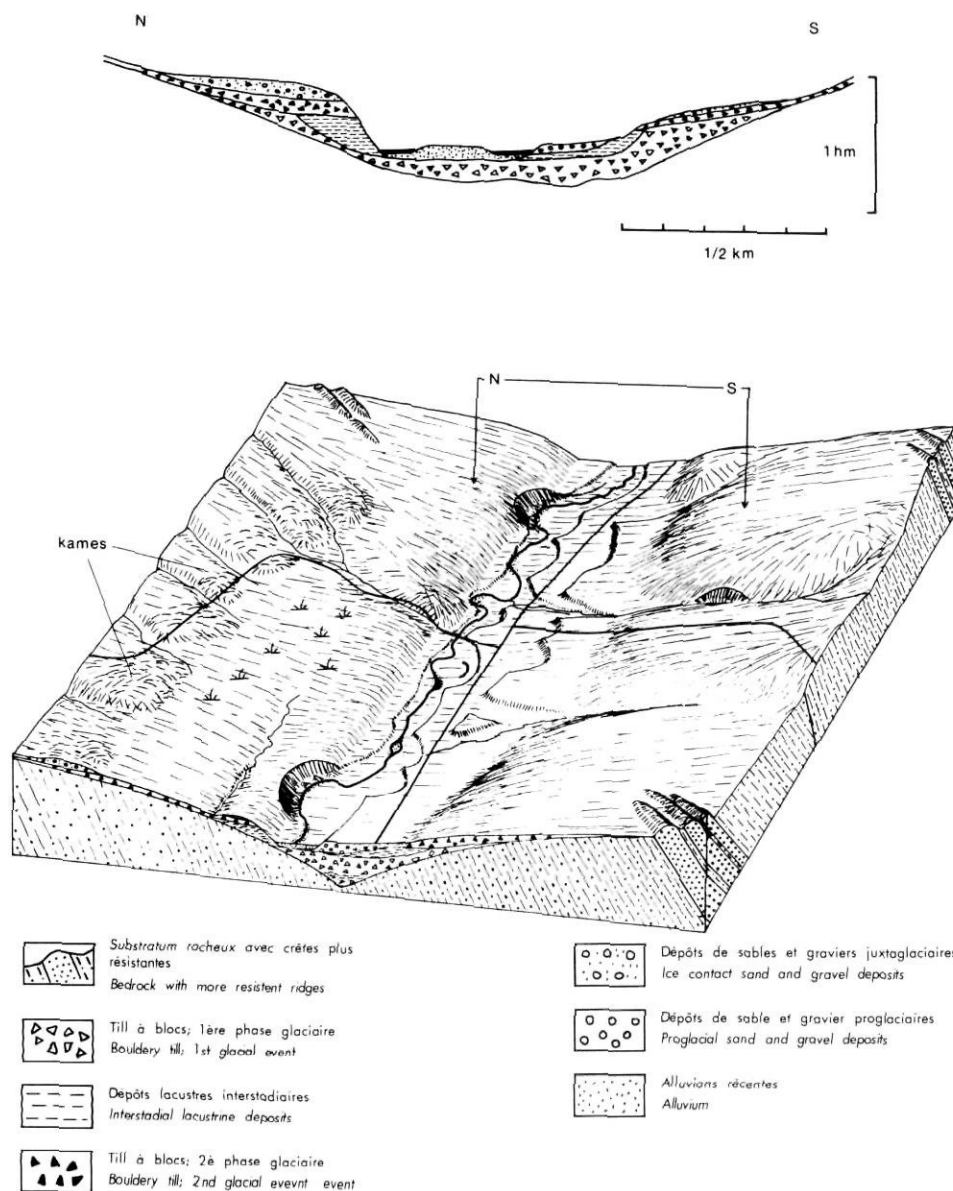 N
S
1 hm
1/2 km
N
S
kames
Substratum rocheux avec crêtes plus
résistantes
Bedrock with more resistent ridges
Till à blocs; 1ère phase glaciaire
Bouldery till; 1st glacial event
Dépôts lacustres interstadiaires
Interstadial lacustrine deposits
Till à blocs; 2è phase glaciaire
Bouldery till; 2nd glacial evevnt event
Dépôts de sables et graviers juxtaglaciaires
Ice contact sand and gravel deposits
Dépôts de sable et gravier proglaciaires
Proglacial sand and gravel deposits
Alluvions récentes
Alluvium